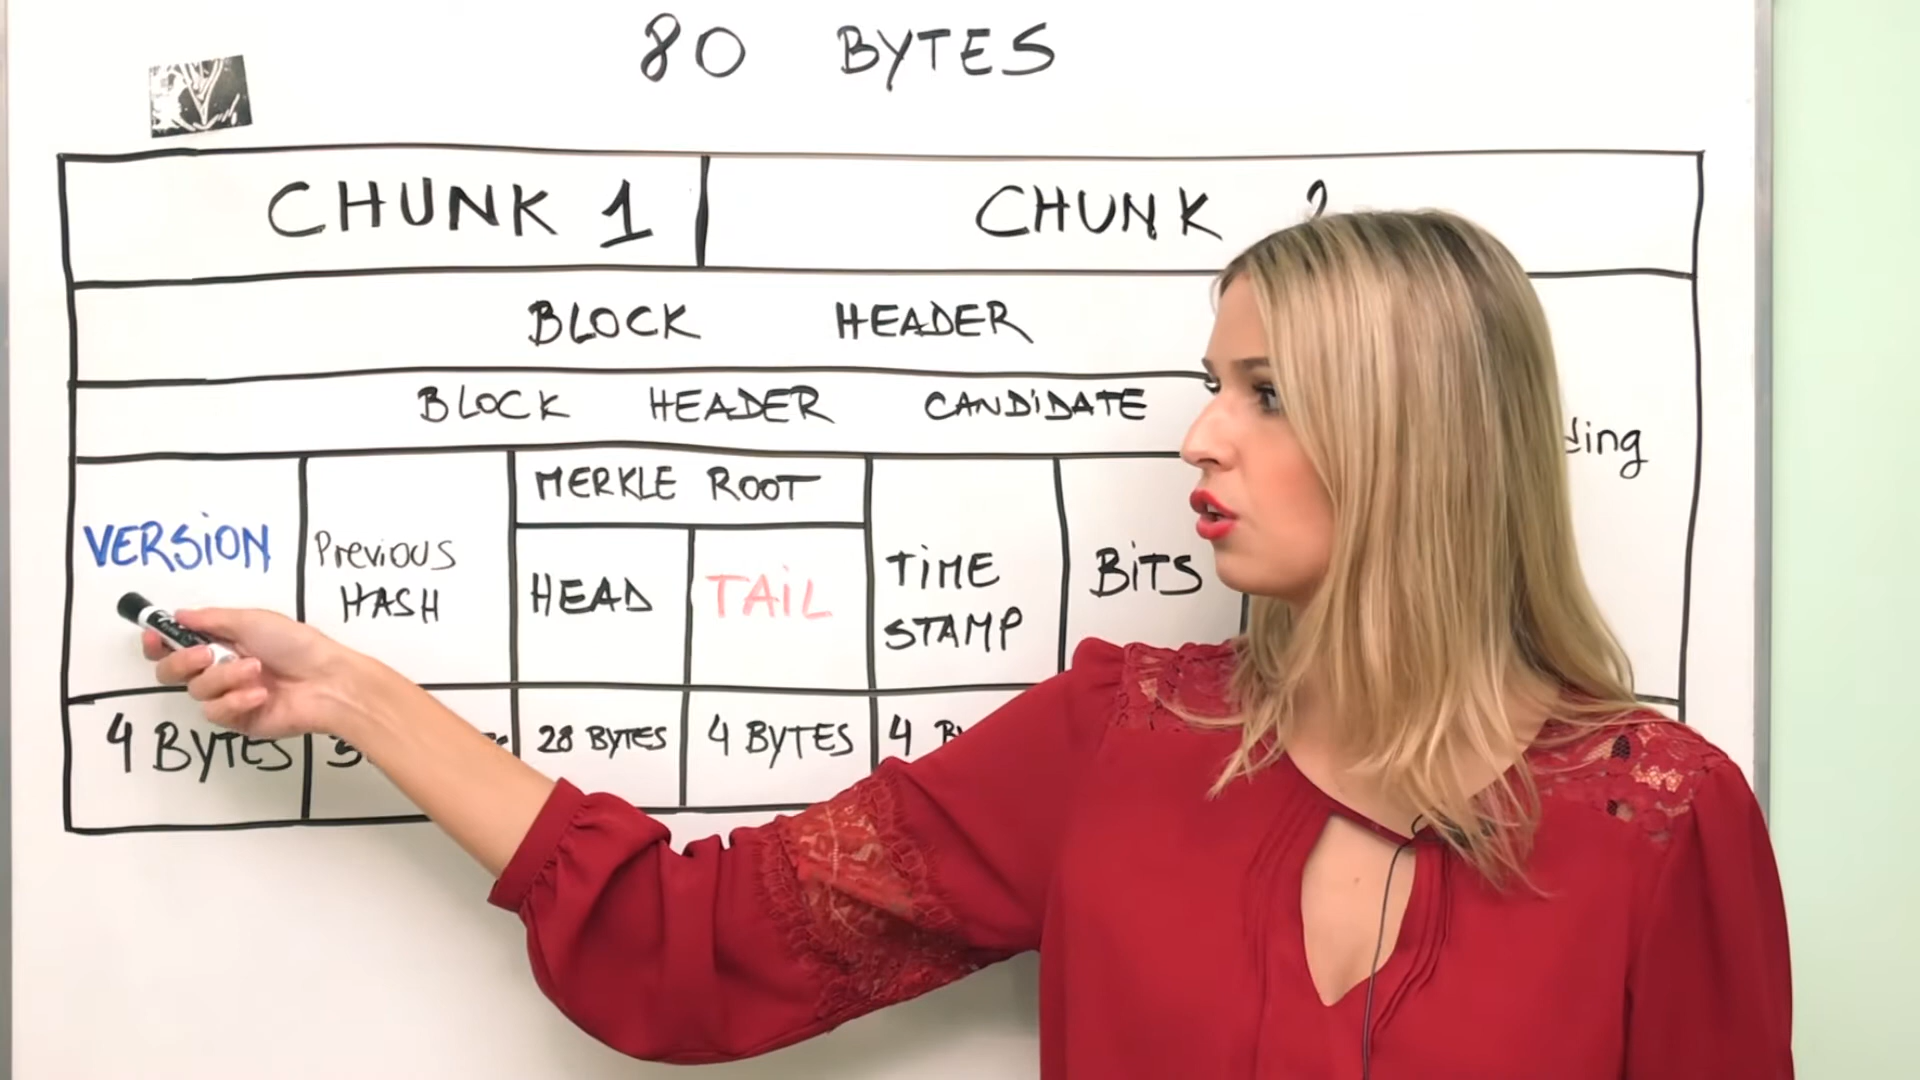 80 BYTES
CHUNK 1
CHUNK
BLOCK HEADER
BLOCK HEADER CANDIDATE
MERKLE ROOT
VERSION
Previous
HASH
HEAD
TAIL
TIME
STAMP
BITS
4 BYTES
28 BYTES
4 BYTES
4